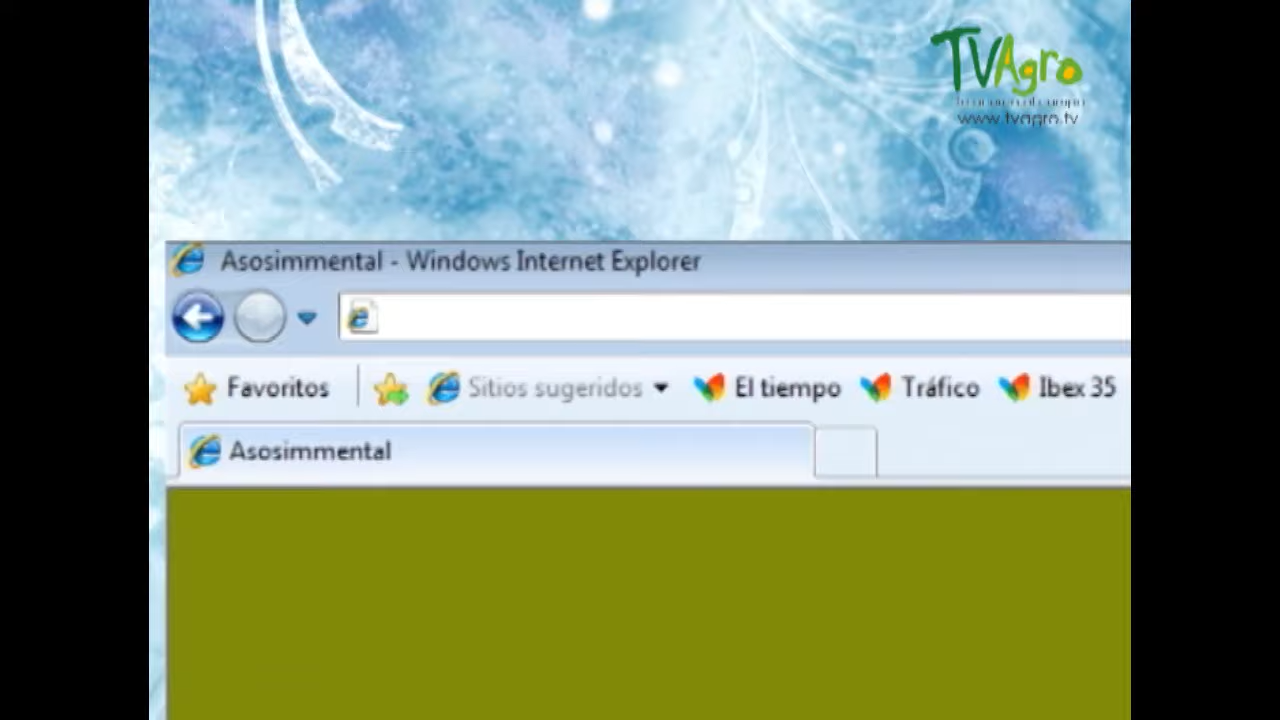 TVAgro
www.tvagro.tv
Asosimmental - Windows Internet Explorer
Favoritos
Sitios sugeridos
El tiempo
Tráfico
Ibex 35
Asosimmental